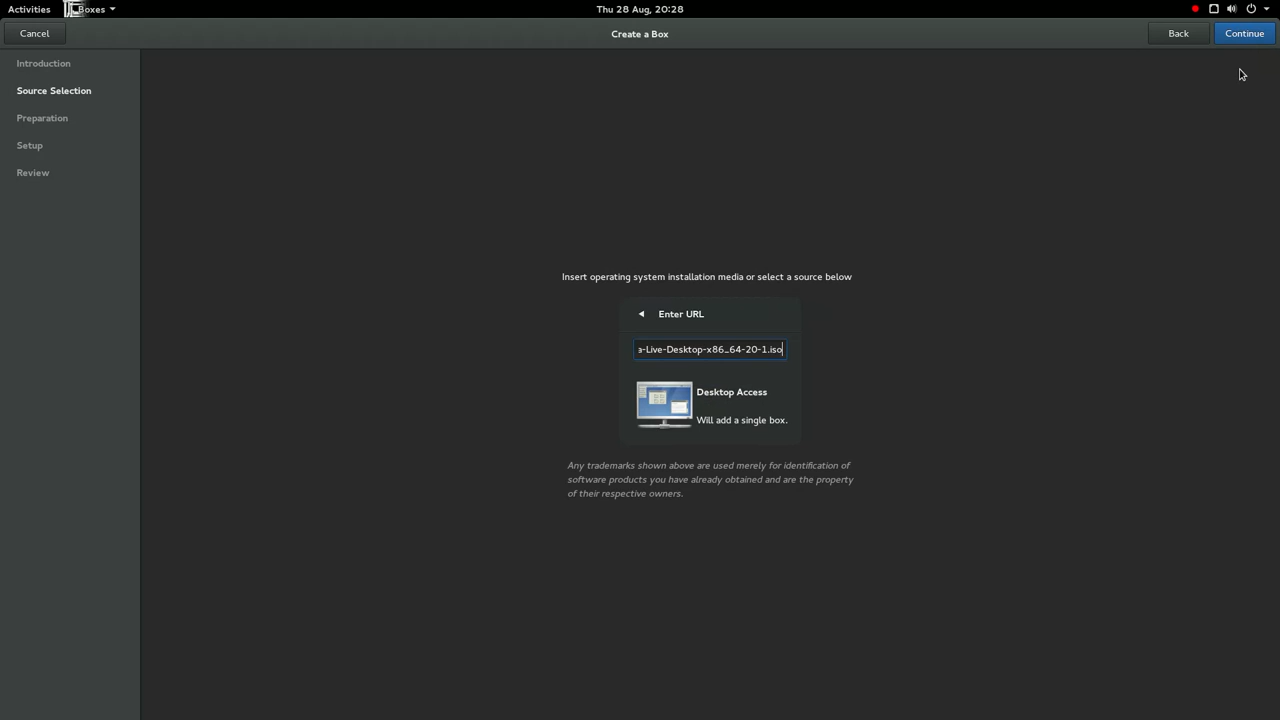 Activities
Boxes
Thu 28 Aug, 20:28
Cancel
Create a Box
Back
Continue
Introduction
Source Selection
Preparation
Setup
Review
Insert operating system installation media or select a source below
Enter URL
a-Live-Desktop-x86_64-20-1.iso
Desktop Access
Will add a single box.
Any trademarks shown above are used merely for identification of
software products you have already obtained and are the property
of their respective owners.